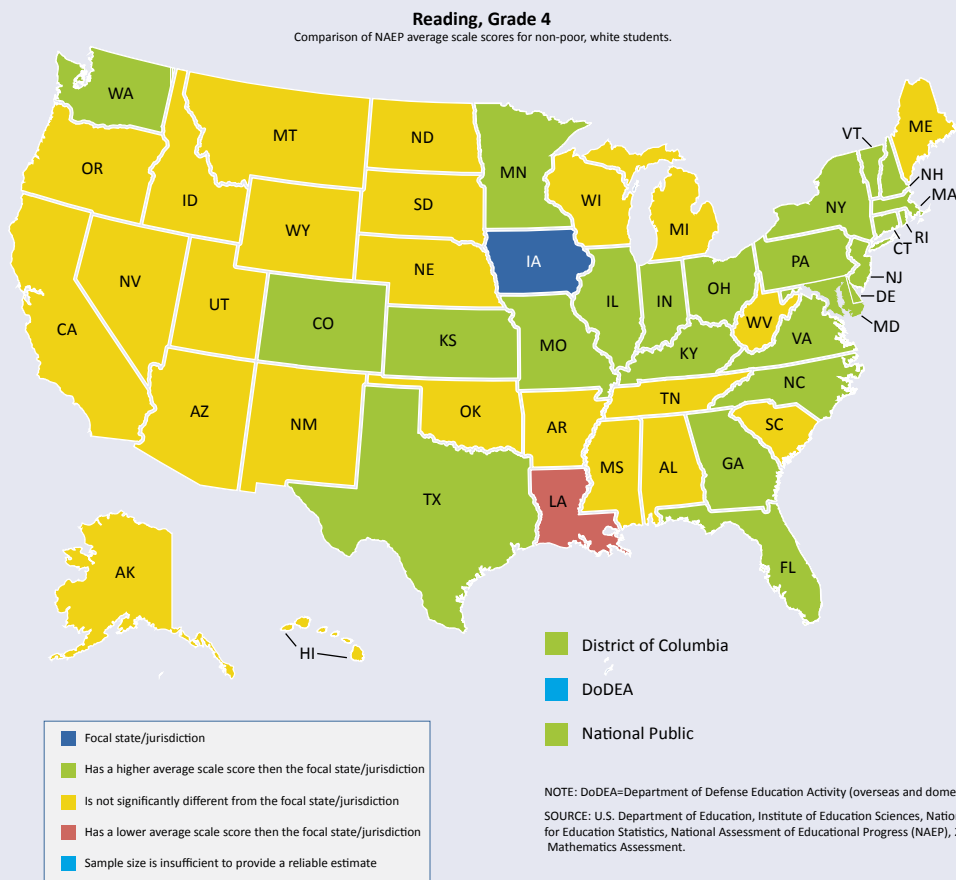 Reading, Grade 4
Comparison of NAEP average scale scores for non-poor, white students.
WA
MT
ND
ME
VT
MN
OR
NH
ID
SD
WI
MA
WY
NY
MI
RI
CT
IA
NE
PA
NV
NJ
OH
UT
IL
IN
DE
CO
WV
MD
CA
KS
MO
VA
KY
NC
TN
OK
AZ
NM
AR
SC
MS
AL
GA
LA
TX
FL
AK
HI
District of Columbia
DoDEA
National Public
Focal state/jurisdiction
Has a higher average scale score then the focal state/jurisdiction
Is not significantly different from the focal state/jurisdiction
Has a lower average scale score then the focal state/jurisdiction
Sample size is insufficient to provide a reliable estimate
NOTE: DoDEA=Department of Defense Education Activity (overseas and dome
SOURCE: U.S. Department of Education, Institute of Education Sciences, Natio
for Education Statistics, National Assessment of Educational Progress (NAEP),
Mathematics Assessment.